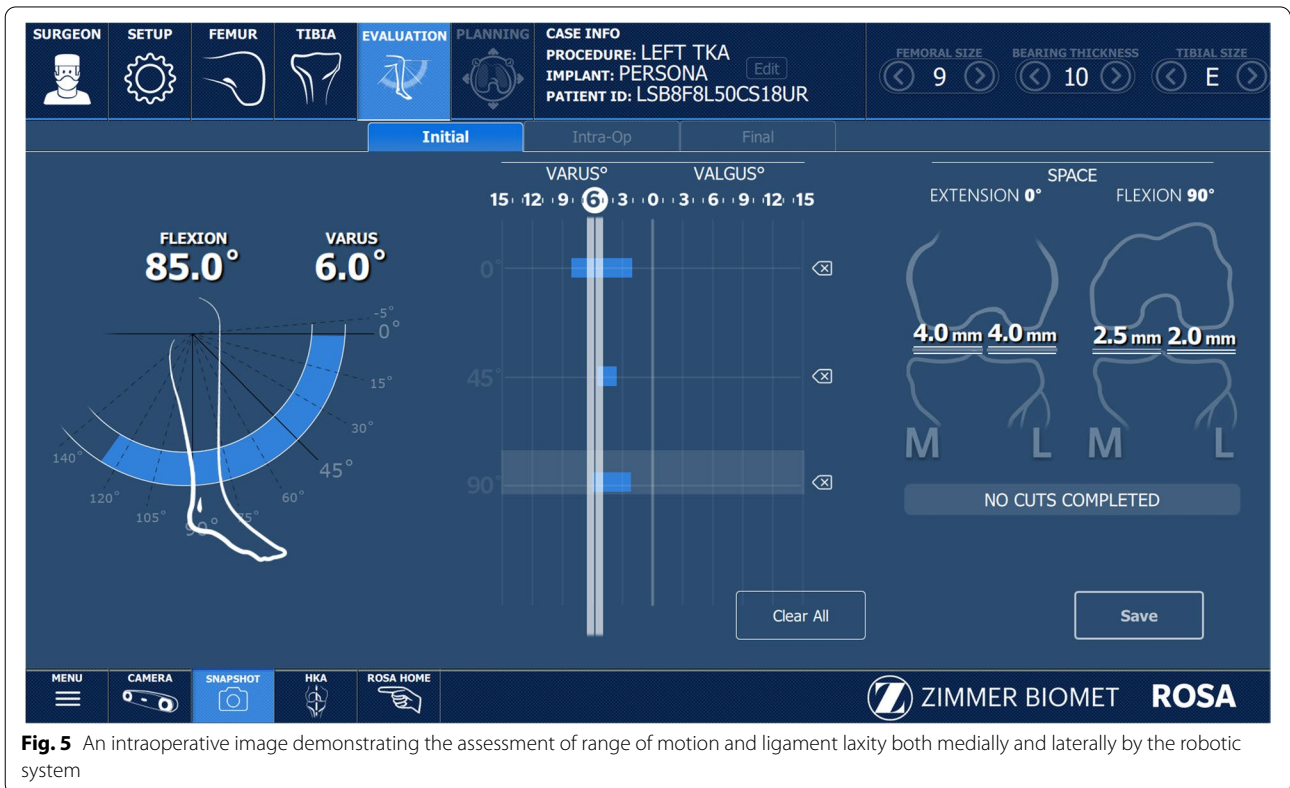 SURGEON SETUP FEMUR TIBIA EVALUATION PLANNING
CASE INFO
PROCEDURE: LEFT TKA
IMPLANT: PERSONA Edit
PATIENT ID: LSB8F8L50CS18UR
FEMORAL SIZE BEARING THICKNESS TIBIAL SIZE
9 10 E
Initial Intra-Op Final
VARUS° VALGUS°
15 12 9 6 3 0 3 6 9 12 15
FLEXION VARUS
85.0° 6.0°
-5°
0°
15°
30°
45°
60°
75°
90°
105°
120°
140°
0°
45°
90°
SPACE
EXTENSION 0° FLEXION 90°
4.0 mm 4.0 mm 2.5 mm 2.0 mm
M L M L
NO CUTS COMPLETED
Clear All Save
MENU CAMERA SNAPSHOT HKA ROSA HOME
Z ZIMMER BIOMET ROSA
Fig. 5 An intraoperative image demonstrating the assessment of range of motion and ligament laxity both medially and laterally by the robotic
system